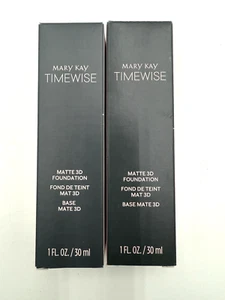 MARY KAY
TIMEWISE
MATTE 3D
FOUNDATION
FOND DE TEINT
MAT 3D
BASE
MATE 3D
1 FL. OZ. / 30 ml
MARY KAY
TIMEWISE
MATTE 3D
FOUNDATION
FOND DE TEINT
MAT 3D
BASE MATE 3D
1 FL. OZ. / 30 ml